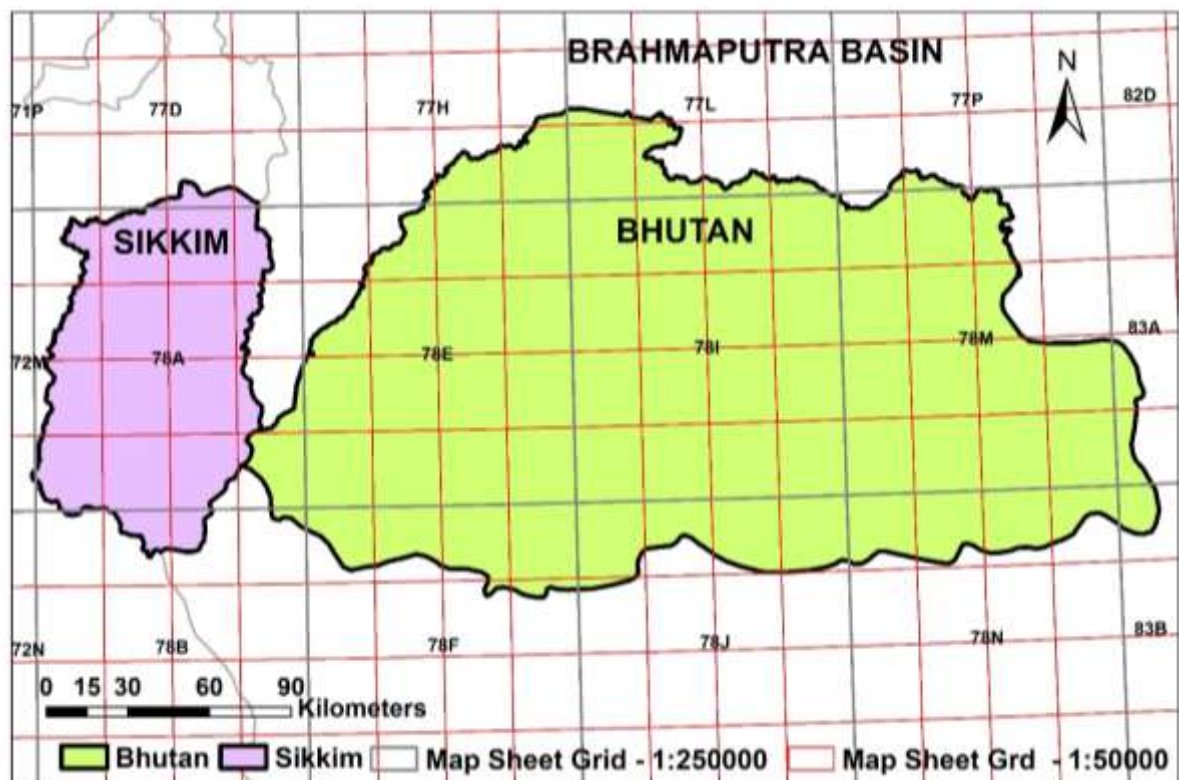 BRAHMAPUTRA BASIN
N
71P 77D 77H 77L 77P 82D
SIKKIM BHUTAN
72M 78A 78E 78I 78M 83A
72N 78B 78F 78J 78N 83B
0 15 30 60 90
Kilometers
Bhutan Sikkim Map Sheet Grid - 1:250000 Map Sheet Grd - 1:50000